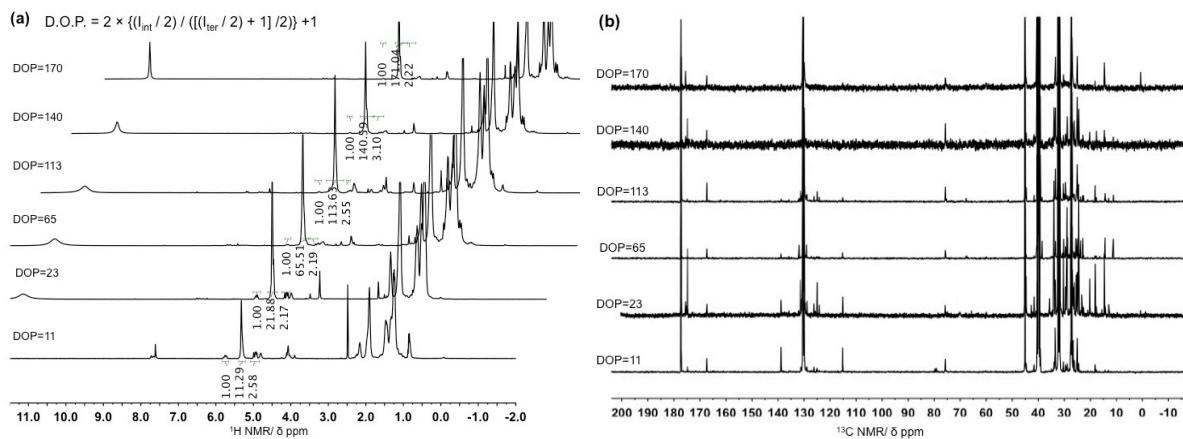 (a)
D.O.P. = 2 × {(I_int / 2) / ([(I_ter / 2) + 1] /2)} +1
DOP=170
1.00
171.04
2.22
DOP=140
1.00
140.59
3.10
DOP=113
1.00
113.6
2.55
DOP=65
1.00
65.51
2.19
DOP=23
1.00
21.88
2.17
DOP=11
1.00
11.29
2.58
11.0 10.0 9.0 8.0 7.0 6.0 5.0 4.0 3.0 2.0 1.0 0.0 -1.0 -2.0
¹H NMR/ δ ppm
(b)
DOP=170
DOP=140
DOP=113
DOP=65
DOP=23
DOP=11
200 190 180 170 160 150 140 130 120 110 100 90 80 70 60 50 40 30 20 10 0 -10
¹³C NMR/ δ ppm